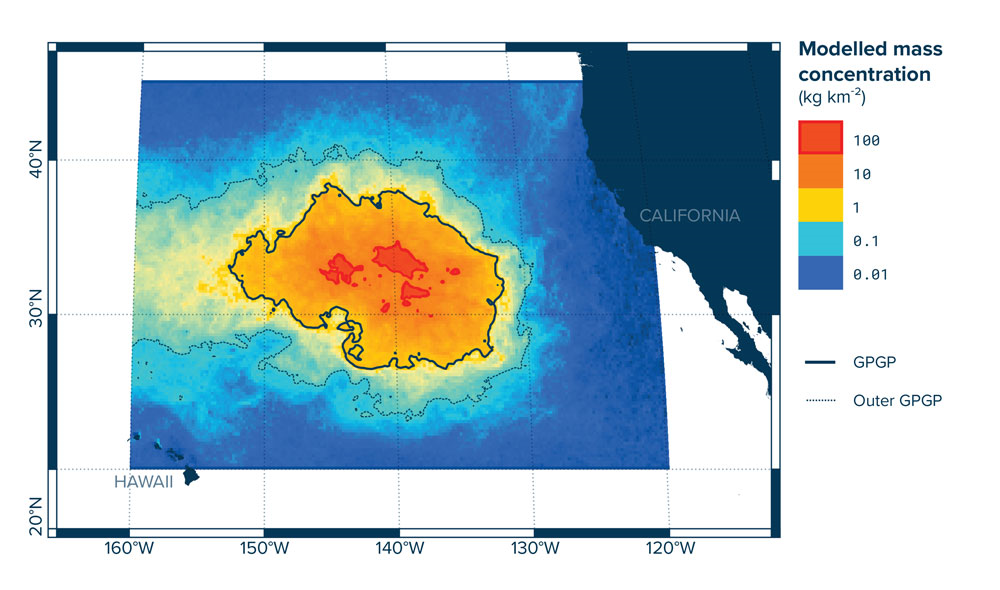 Modelled mass
concentration
(kg km⁻²)
100
10
1
0.1
0.01
GPGP
Outer GPGP
CALIFORNIA
HAWAII
40°N
30°N
20°N
160°W
150°W
140°W
130°W
120°W